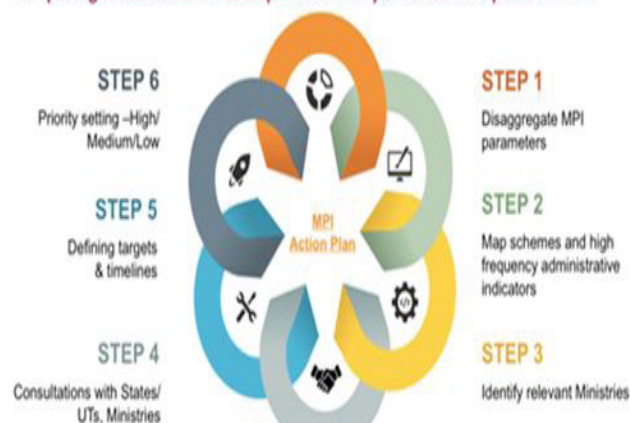 STEP 1
Disaggregate MPI
parameters
STEP 2
Map schemes and high
frequency administrative
indicators
STEP 3
Identify relevant Ministries
STEP 4
Consultations with States/
UTs, Ministries
STEP 5
Defining targets
& timelines
STEP 6
Priority setting –High/
Medium/Low
MPI
Action Plan